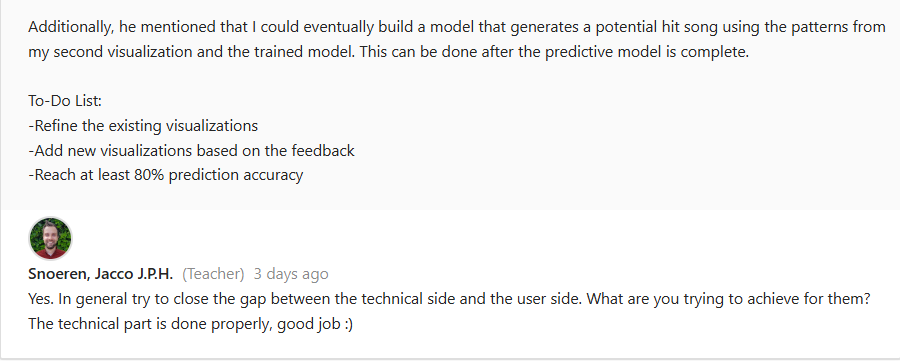 Additionally, he mentioned that I could eventually build a model that generates a potential hit song using the patterns from
my second visualization and the trained model. This can be done after the predictive model is complete.
To-Do List:
-Refine the existing visualizations
-Add new visualizations based on the feedback
-Reach at least 80% prediction accuracy
Snoeren, Jacco J.P.H. (Teacher) 3 days ago
Yes. In general try to close the gap between the technical side and the user side. What are you trying to achieve for them?
The technical part is done properly, good job :)